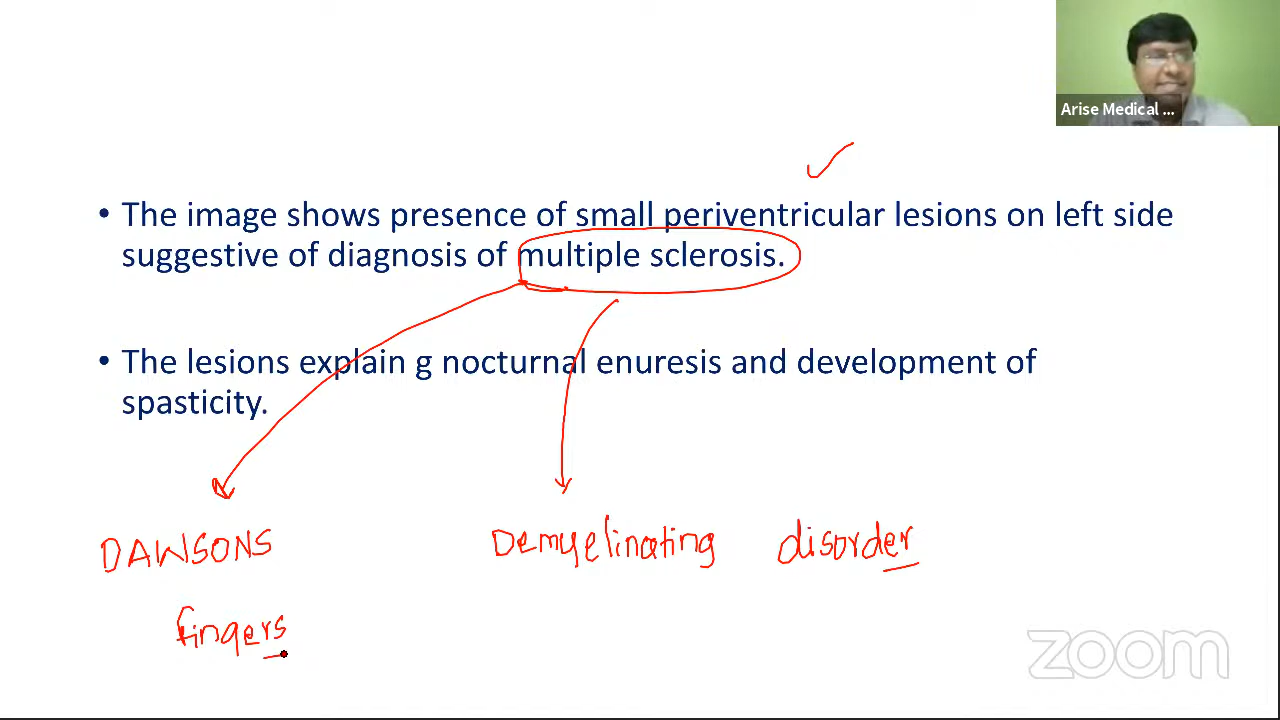 Arise Medical ...
• The image shows presence of small periventricular lesions on left side
suggestive of diagnosis of multiple sclerosis.
• The lesions explain g nocturnal enuresis and development of
spasticity.
DAWSONS
Demyelinating disorder
fingers
zoom